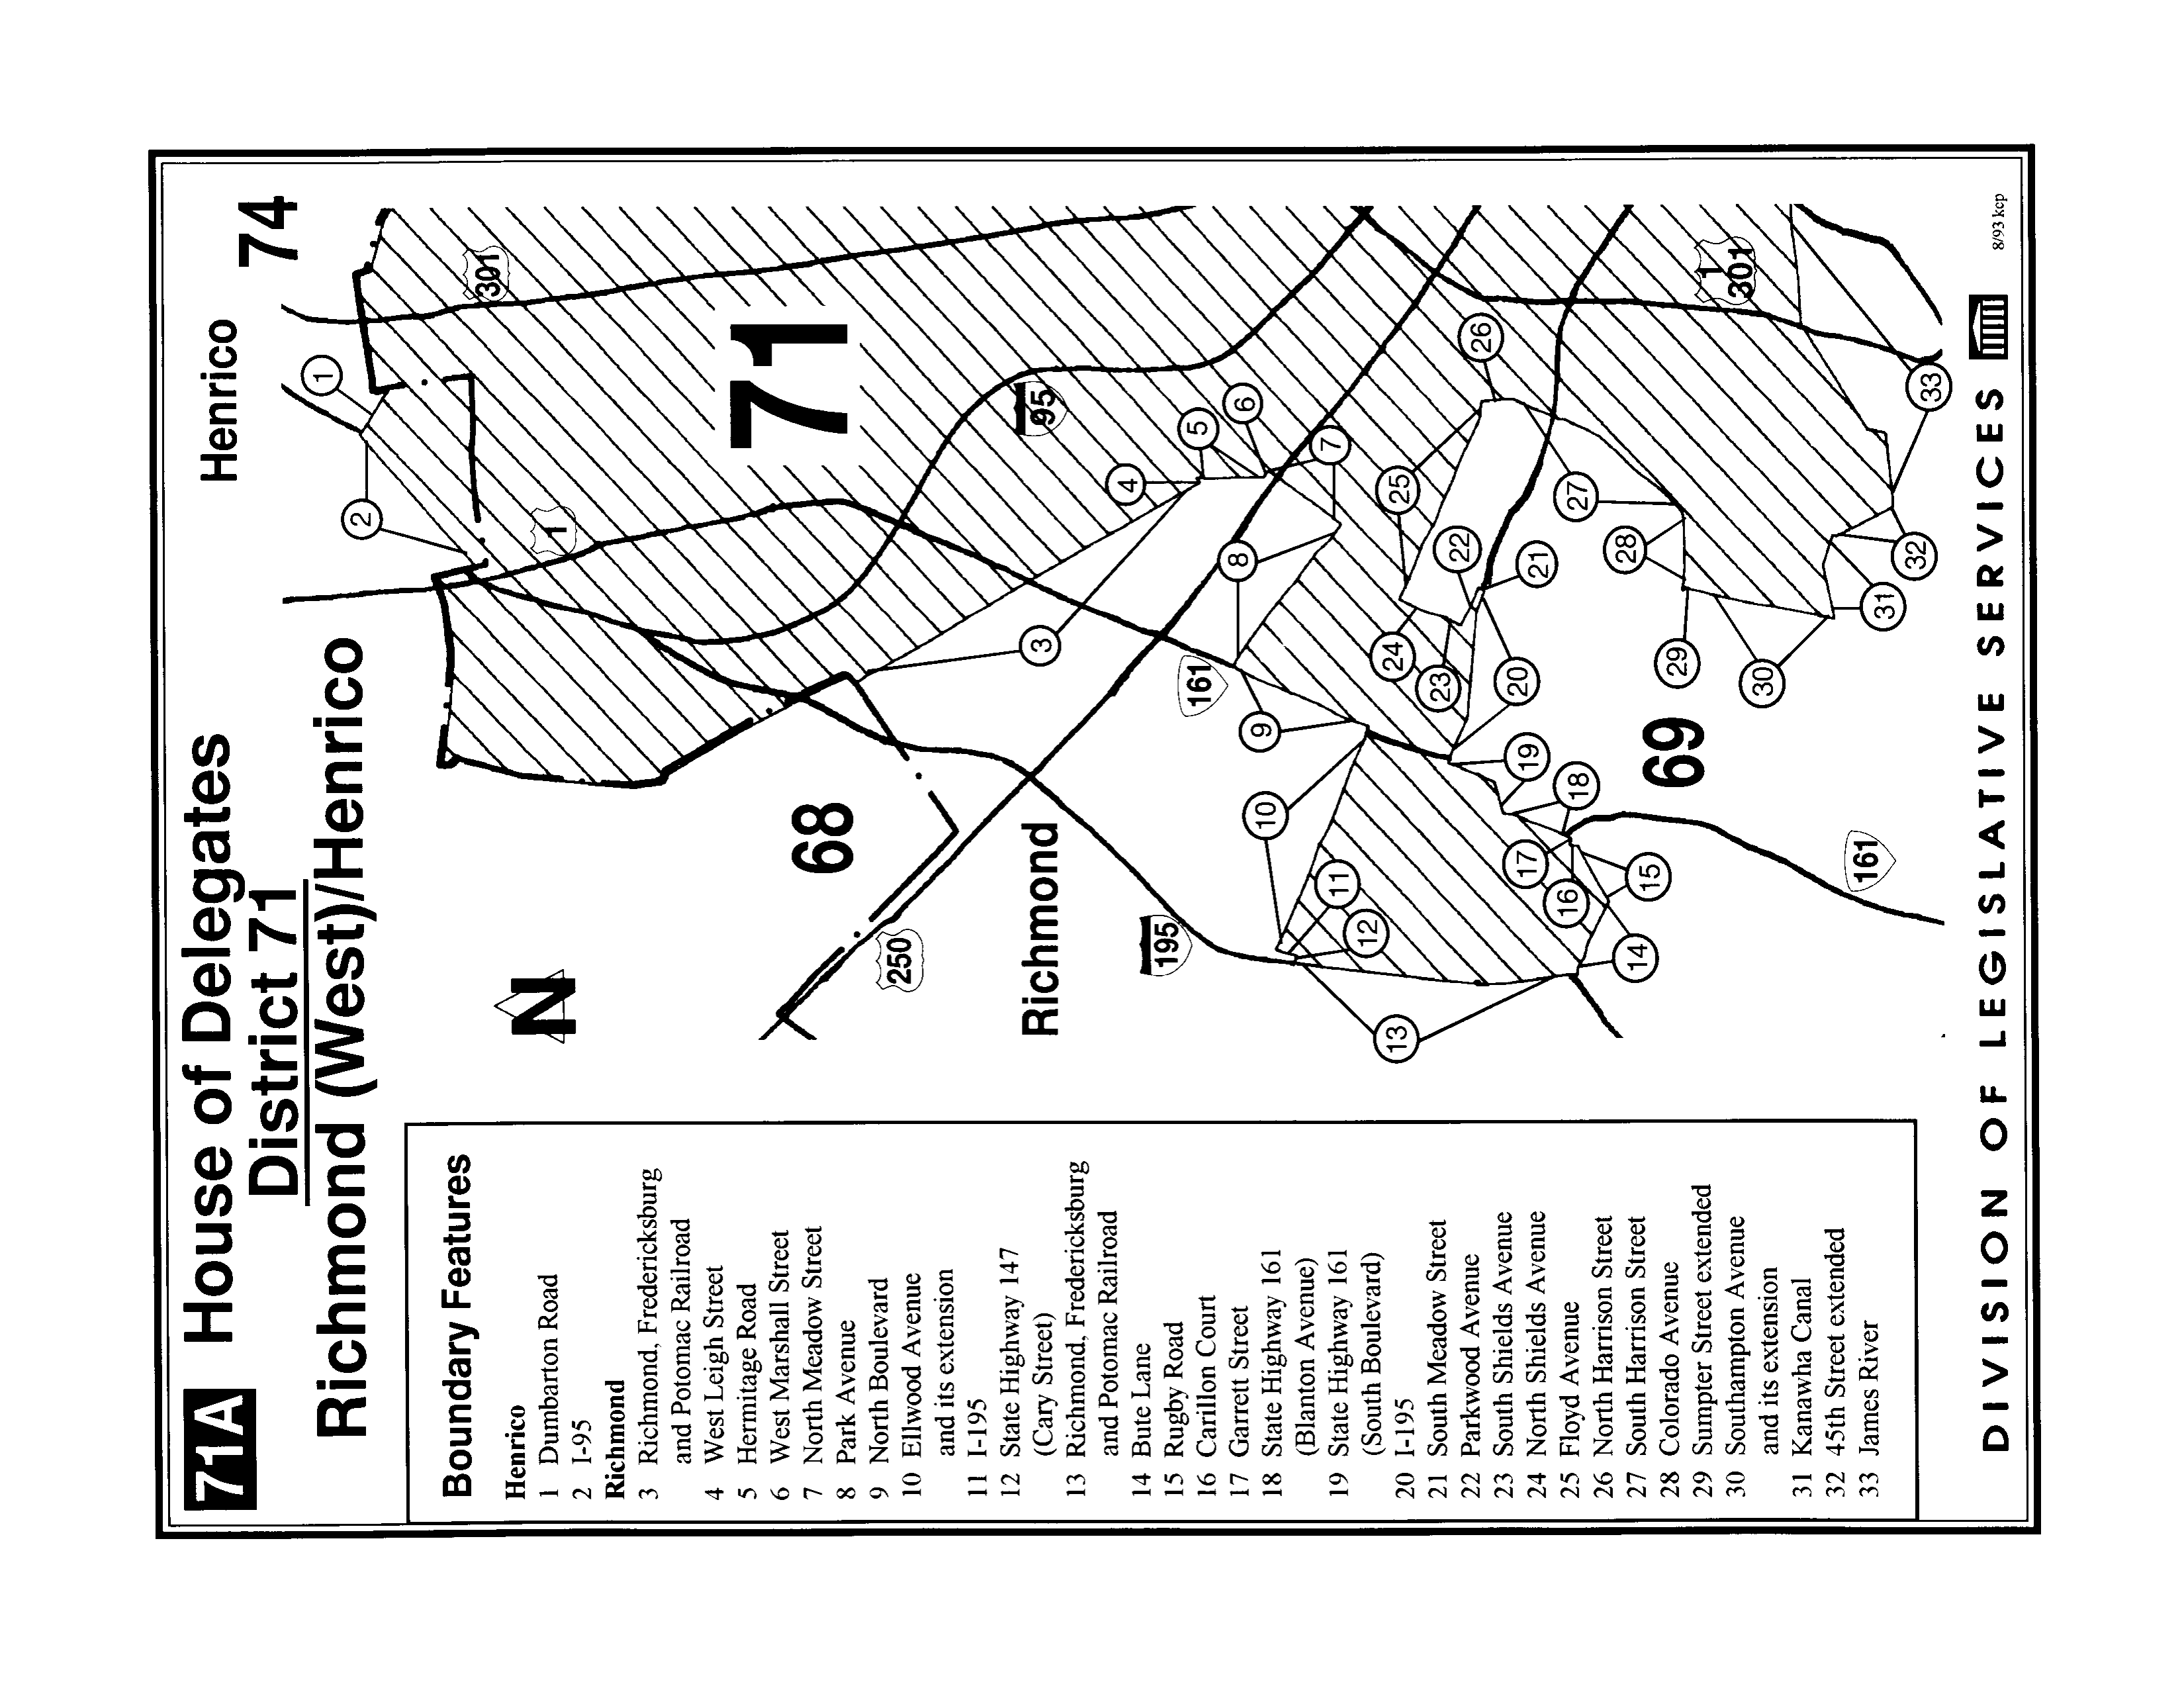 71A House of Delegates
District 71
Richmond (West)/Henrico
Boundary Features
Henrico
1 Dumbarton Road
2 I-95
Richmond
3 Richmond, Fredericksburg
and Potomac Railroad
4 West Leigh Street
5 Hermitage Road
6 West Marshall Street
7 North Meadow Street
8 Park Avenue
9 North Boulevard
10 Ellwood Avenue
and its extension
11 I-195
12 State Highway 147
(Cary Street)
13 Richmond, Fredericksburg
and Potomac Railroad
14 Bute Lane
15 Rugby Road
16 Carillon Court
17 Garrett Street
18 State Highway 161
(Blanton Avenue)
19 State Highway 161
(South Boulevard)
20 I-195
21 South Meadow Street
22 Parkwood Avenue
23 South Shields Avenue
24 North Shields Avenue
25 Floyd Avenue
26 North Harrison Street
27 South Harrison Street
28 Colorado Avenue
29 Sumpter Street extended
30 Southampton Avenue
and its extension
31 Kanawha Canal
32 45th Street extended
33 James River
Henrico
74
1
2
301
N
1
71
68
95
250
3
4
5
6
7
Richmond
195
161
8
9
10
11
12
13
25
26
24
22
23
21
20
19
18
17
16
15
14
27
28
29
69
30
1
301
161
31
32
33
DIVISION OF LEGISLATIVE SERVICES
8/93 kcp